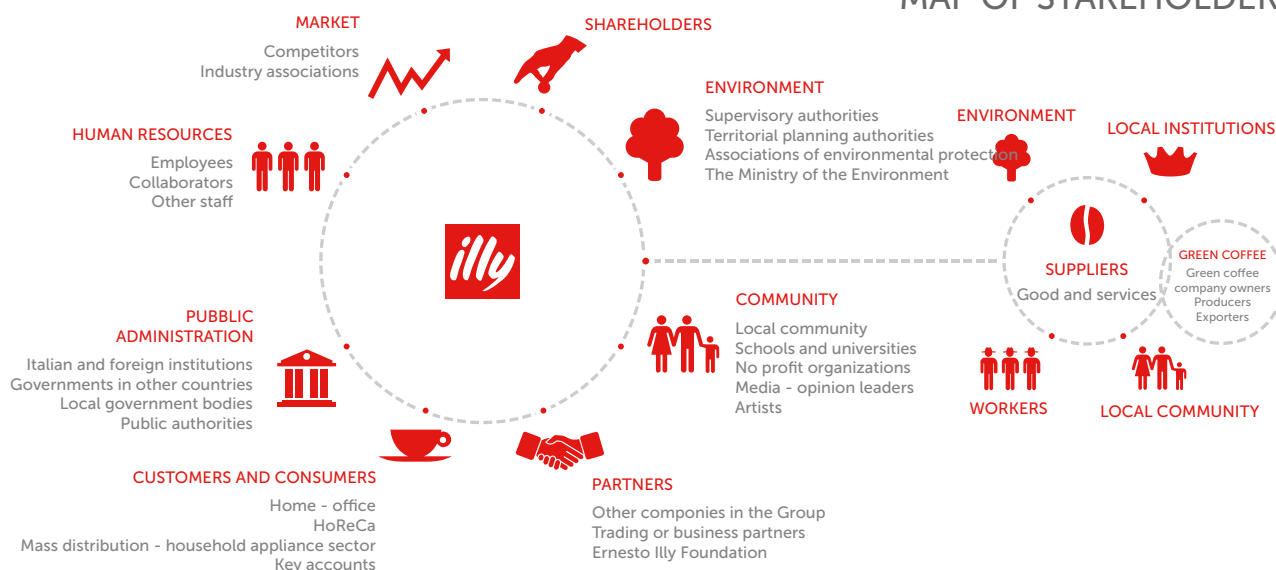 MAP OF STAKEHOLDER
MARKET
Competitors
Industry associations
SHAREHOLDERS
HUMAN RESOURCES
Employees
Collaborators
Other staff
ENVIRONMENT
Supervisory authorities
Territorial planning authorities
Associations of environmental protection
The Ministry of the Environment
ENVIRONMENT
LOCAL INSTITUTIONS
illy
SUPPLIERS
Good and services
GREEN COFFEE
Green coffee
company owners
Producers
Exporters
PUBBLIC
ADMINISTRATION
Italian and foreign institutions
Governments in other countries
Local government bodies
Public authorities
COMMUNITY
Local community
Schools and universities
No profit organizations
Media - opinion leaders
Artists
WORKERS
LOCAL COMMUNITY
CUSTOMERS AND CONSUMERS
Home - office
HoReCa
Mass distribution - household appliance sector
Key accounts
PARTNERS
Other componies in the Group
Trading or business partners
Ernesto Illy Foundation